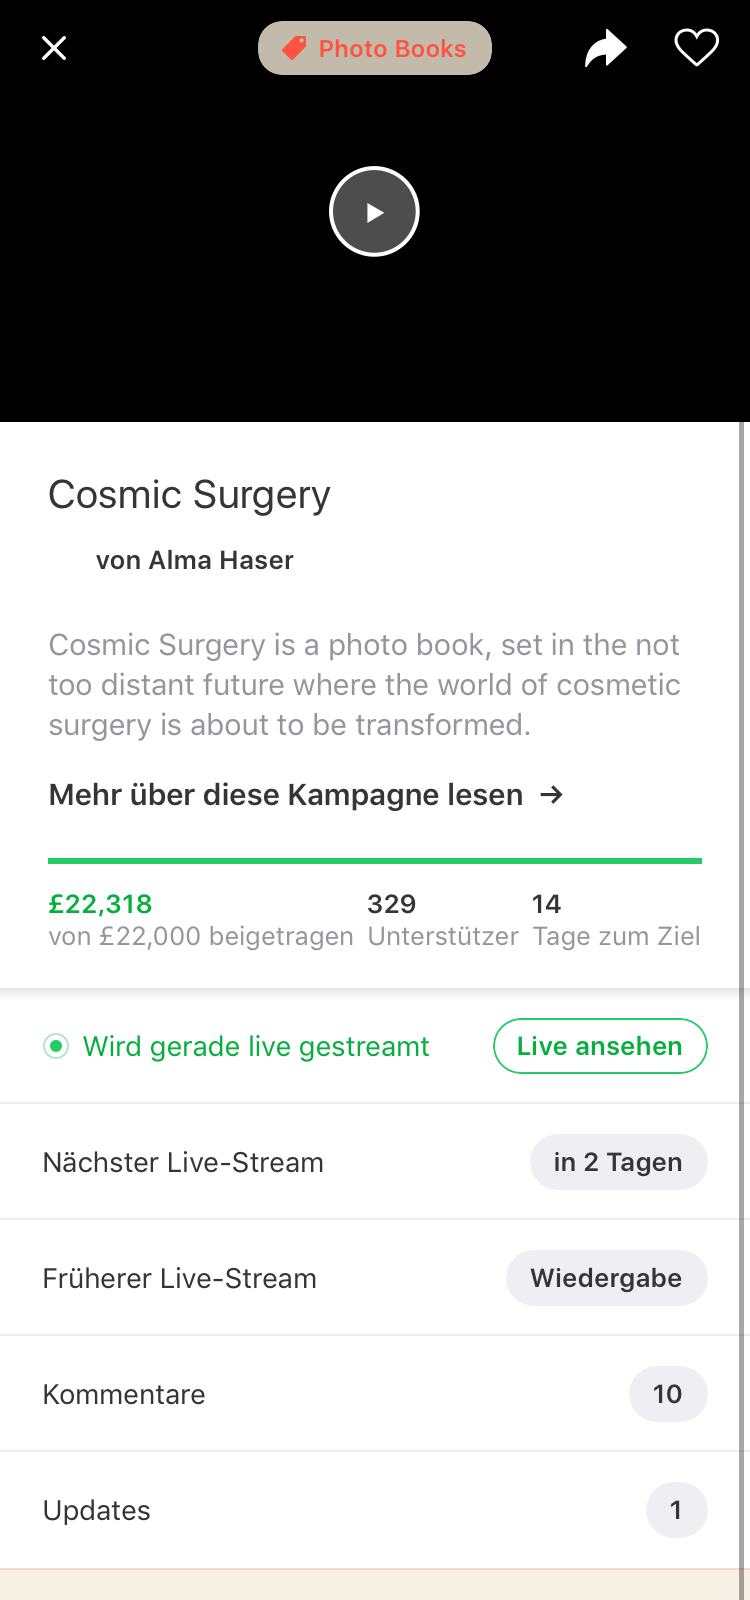 Photo Books
Cosmic Surgery
von Alma Haser
Cosmic Surgery is a photo book, set in the not
too distant future where the world of cosmetic
surgery is about to be transformed.
Mehr über diese Kampagne lesen →
£22,318
von £22,000 beigetragen
329
Unterstützer
14
Tage zum Ziel
Wird gerade live gestreamt
Live ansehen
Nächster Live-Stream
in 2 Tagen
Früherer Live-Stream
Wiedergabe
Kommentare
10
Updates
1